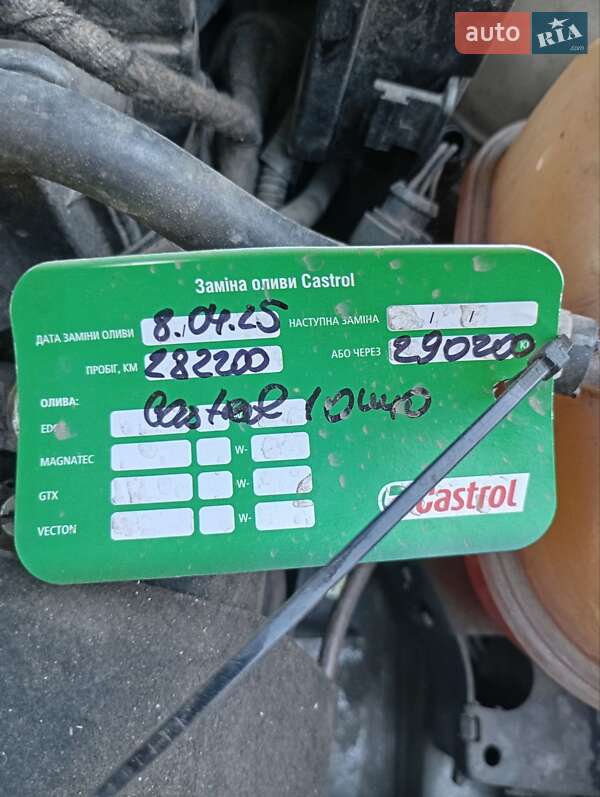 auto RIA .com
Заміна оливи Castrol
ДАТА ЗАМІНИ ОЛИВИ 8.04.25 НАСТУПНА ЗАМІНА / /
ПРОБІГ, КМ 282200 АБО ЧЕРЕЗ 290200
ОЛИВА: Castrol 10W40
MAGNATEC W-
GTX W-
VECTON W-
Castrol